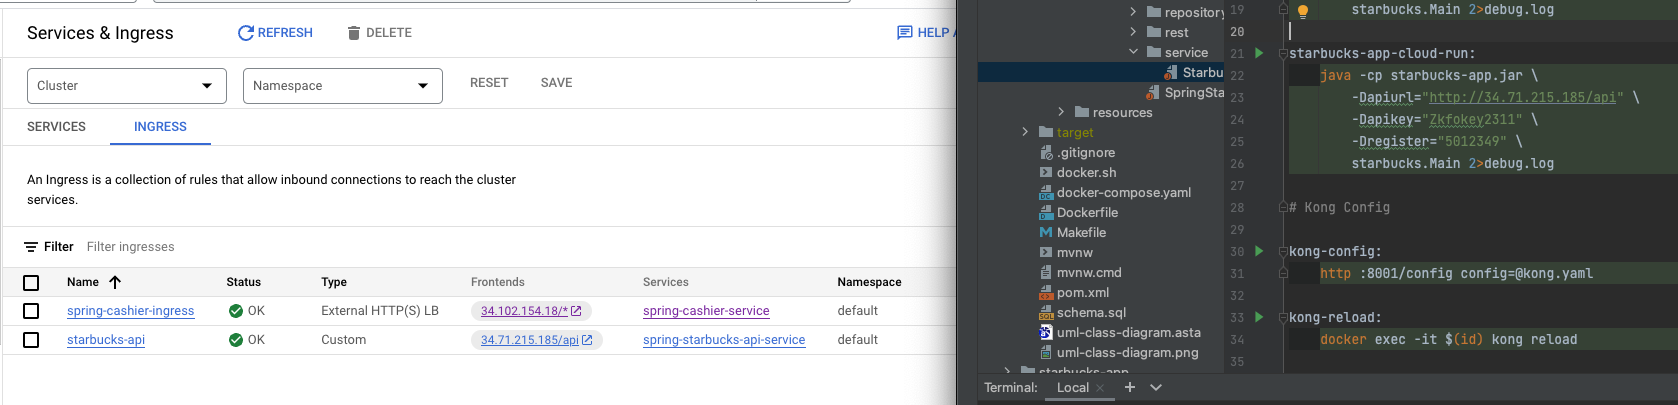 Services & Ingress
REFRESH
DELETE
Cluster
Namespace
RESET
SAVE
SERVICES
INGRESS
An Ingress is a collection of rules that allow inbound connections to reach the cluster
services.
Filter
Filter ingresses
Name
Status
Type
Frontends
Services
Namespace
spring-cashier-ingress
OK
External HTTP(S) LB
34.102.154.18/*
spring-cashier-service
default
starbucks-api
OK
Custom
34.71.215.185/api
spring-starbucks-api-service
default
HELP
repository
rest
service
Starbu
SpringSta
resources
target
.gitignore
docker.sh
docker-compose.yaml
Dockerfile
Makefile
mvnw
mvnw.cmd
pom.xml
schema.sql
uml-class-diagram.asta
uml-class-diagram.png
starbucks-app
19 starbucks.Main 2>debug.log
20
21 starbucks-app-cloud-run:
22 java -cp starbucks-app.jar \
23 -Dapiurl="http://34.71.215.185/api" \
24 -Dapikey="Zkfokey2311" \
25 -Dregister="5012349" \
26 starbucks.Main 2>debug.log
27
28 # Kong Config
29
30 kong-config:
31 http :8001/config config=@kong.yaml
32
33 kong-reload:
34 docker exec -it $(id) kong reload
35
Terminal:
Local